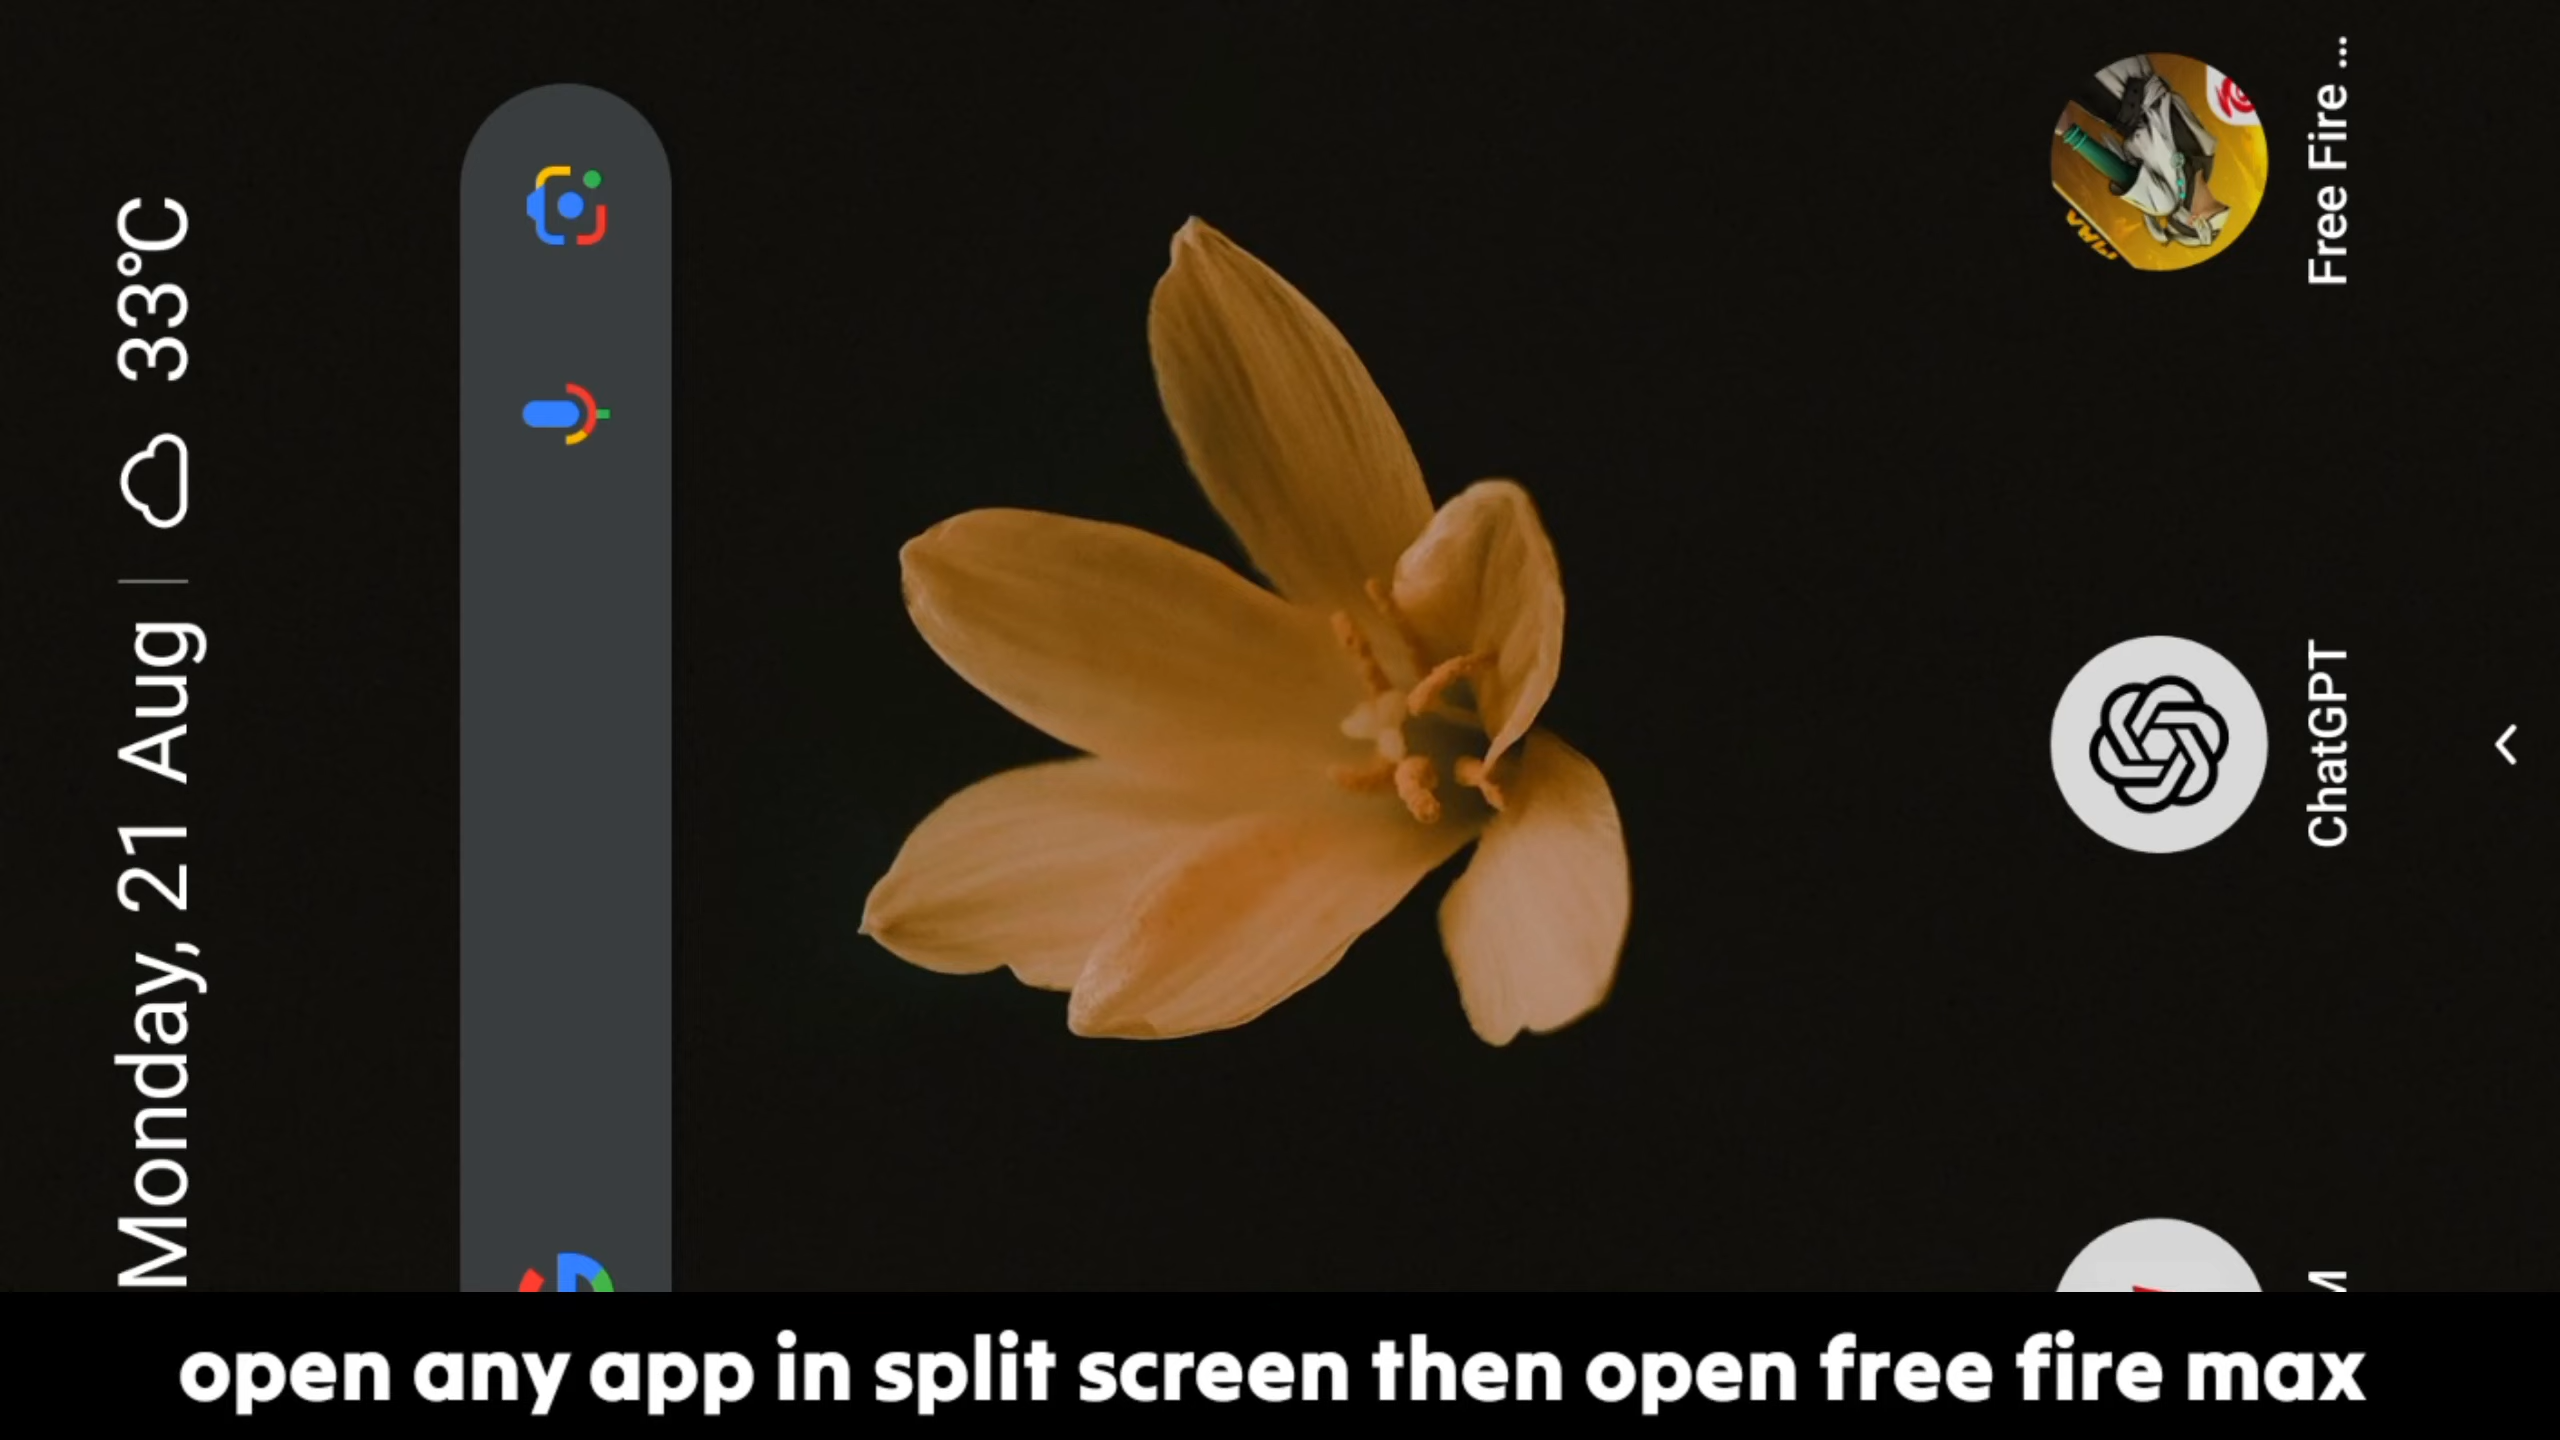 Monday, 21 Aug | 33°C
Free Fire ...
ChatGPT
open any app in split screen then open free fire max